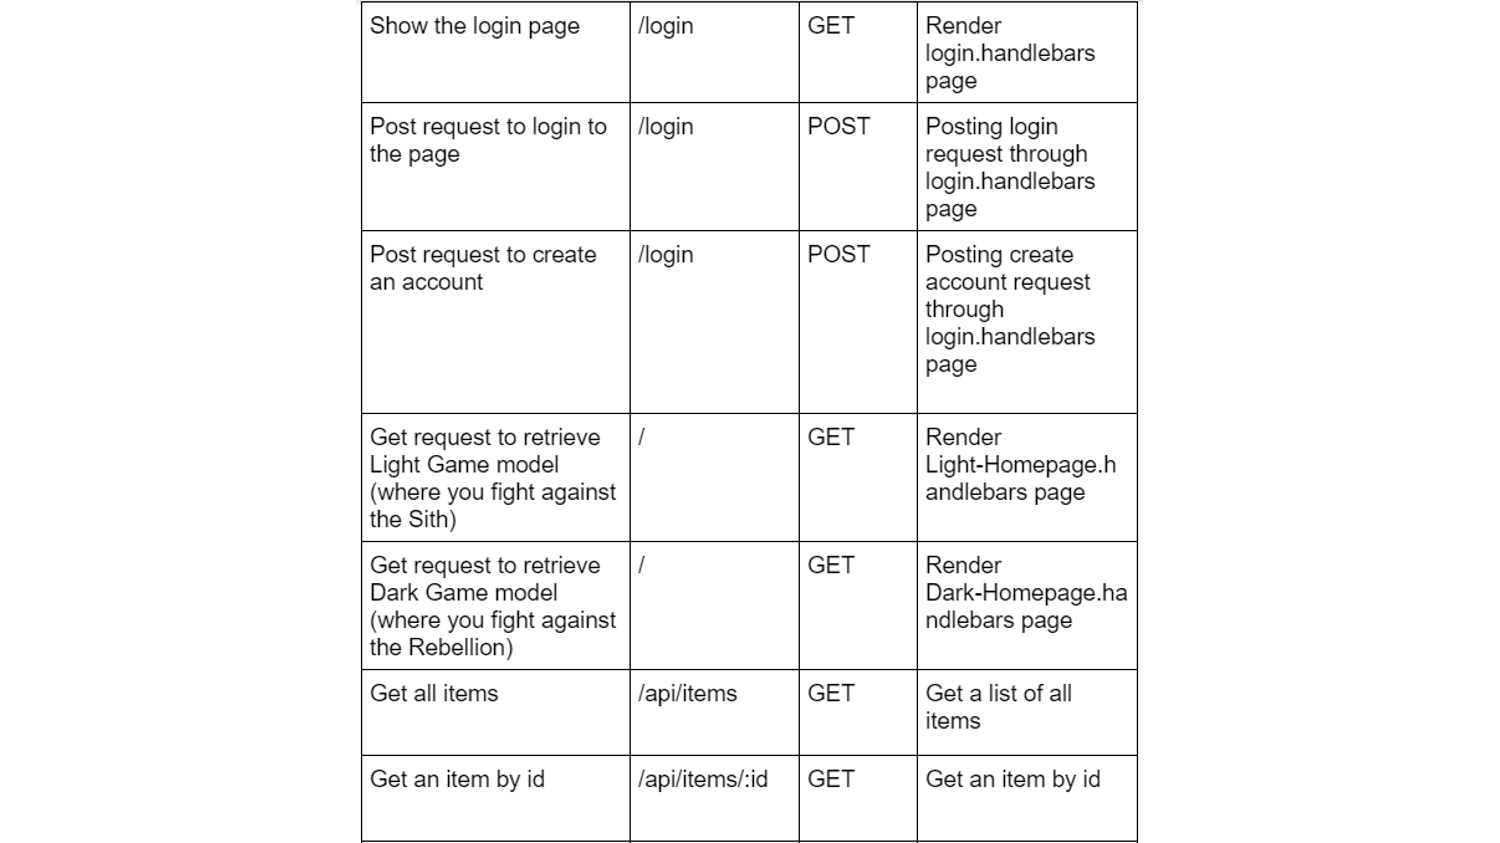 Show the login page
/login
GET
Render
login.handlebars
page
Post request to login to
the page
/login
POST
Posting login
request through
login.handlebars
page
Post request to create
an account
/login
POST
Posting create
account request
through
login.handlebars
page
Get request to retrieve
Light Game model
(where you fight against
the Sith)
/
GET
Render
Light-Homepage.h
andlebars page
Get request to retrieve
Dark Game model
(where you fight against
the Rebellion)
/
GET
Render
Dark-Homepage.ha
ndlebars page
Get all items
/api/items
GET
Get a list of all
items
Get an item by id
/api/items/:id
GET
Get an item by id